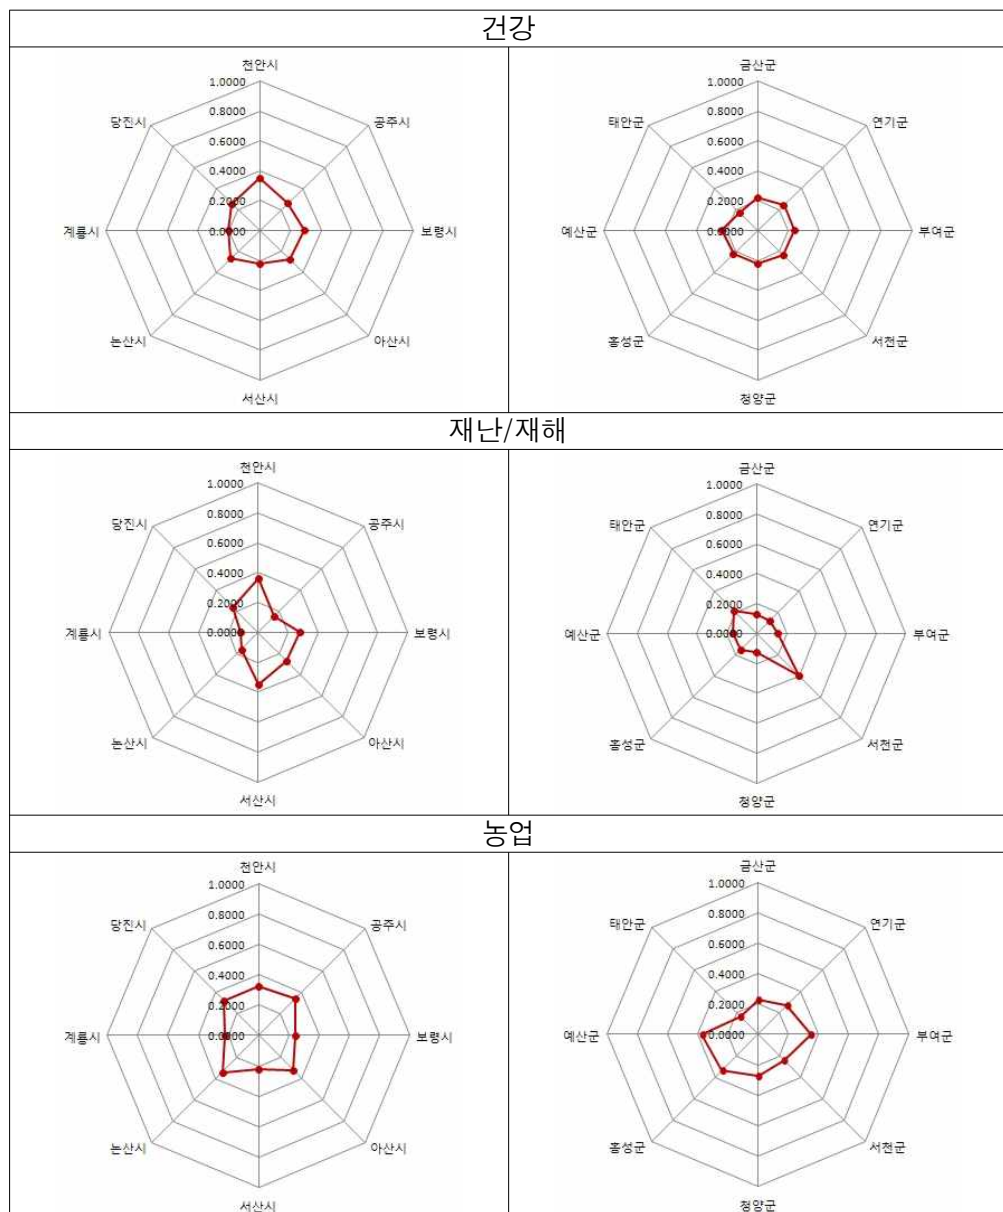 건강
천안시
1.0000
당진시
공주시
0.8000
0.6000
0.4000
0.2000
계룡시
0.0000
보령시
논산시
아산시
서산시
금산군
1.0000
태안군
연기군
0.8000
0.6000
0.4000
0.2000
예산군
0.0000
부여군
홍성군
서천군
청양군
재난/재해
천안시
1.0000
당진시
공주시
0.8000
0.6000
0.4000
0.2000
계룡시
0.0000
보령시
논산시
아산시
서산시
금산군
1.0000
태안군
연기군
0.8000
0.6000
0.4000
0.2000
예산군
0.0000
부여군
홍성군
서천군
청양군
농업
천안시
1.0000
당진시
공주시
0.8000
0.6000
0.4000
0.2000
계룡시
0.0000
보령시
논산시
아산시
서산시
금산군
1.0000
태안군
연기군
0.8000
0.6000
0.4000
0.2000
예산군
0.0000
부여군
홍성군
서천군
청양군